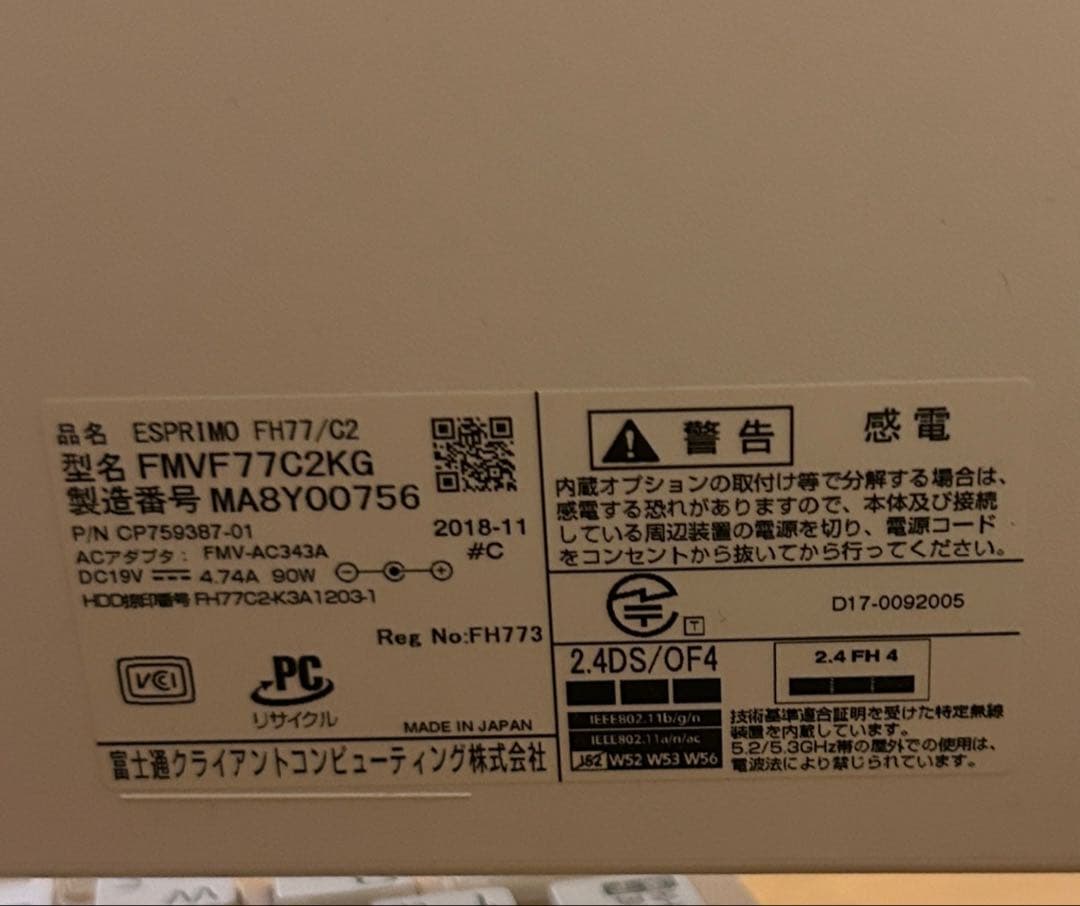 品名 ESPRIMO FH77/C2
型名 FMVF77C2KG
製造番号 MA8Y00756
P/N CP759387-01
2018-11
ACアダプタ: FMV-AC343A
#C
DC19V 4.74A 90W
HDD捺印番号 FH77C2-K3A1203-1
Reg No:FH773
VCI
PC
リサイクル
MADE IN JAPAN
富士通クライアントコンピューティング株式会社
警告 感電
内蔵オプションの取付け等で分解する場合は、
感電する恐れがありますので、本体及び接続
している周辺装置の電源を切り、電源コード
をコンセントから抜いてから行ってください。
T
D17-0092005
2.4DS/OF4
2.4 FH 4
IEEE802.11b/g/n
IEEE802.11a/n/ac
J52 W52 W53 W56
技術基準適合証明を受けた特定無線
装置を内蔵しています。
5.2/5.3GHz帯の屋外での使用は、
電波法により禁じられています。